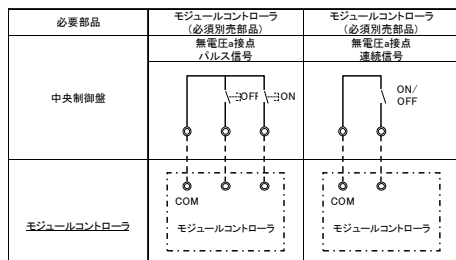 必要部品
モジュールコントローラ
(必須別売部品)
モジュールコントローラ
(必須別売部品)
無電圧a接点
パルス信号
無電圧a接点
連続信号
中央制御盤
OFF
ON
ON/
OFF
モジュールコントローラ
COM
モジュールコントローラ
COM
モジュールコントローラ